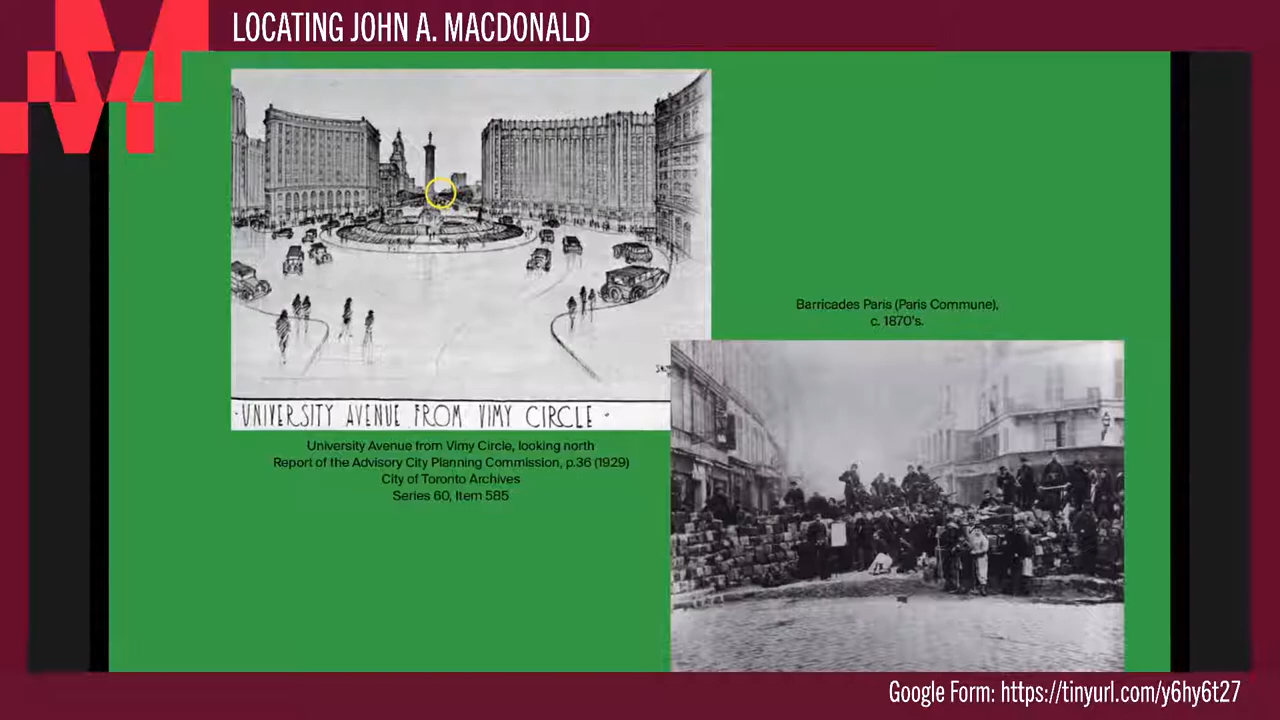 LOCATING JOHN A. MACDONALD
·UNIVERSITY AVENUE FROM VIMY CIRCLE·
University Avenue from Vimy Circle, looking north
Report of the Advisory City Planning Commission, p.36 (1929)
City of Toronto Archives
Series 60, Item 585
Barricades Paris (Paris Commune),
c. 1870's.
Google Form: https://tinyurl.com/y6hy6t27